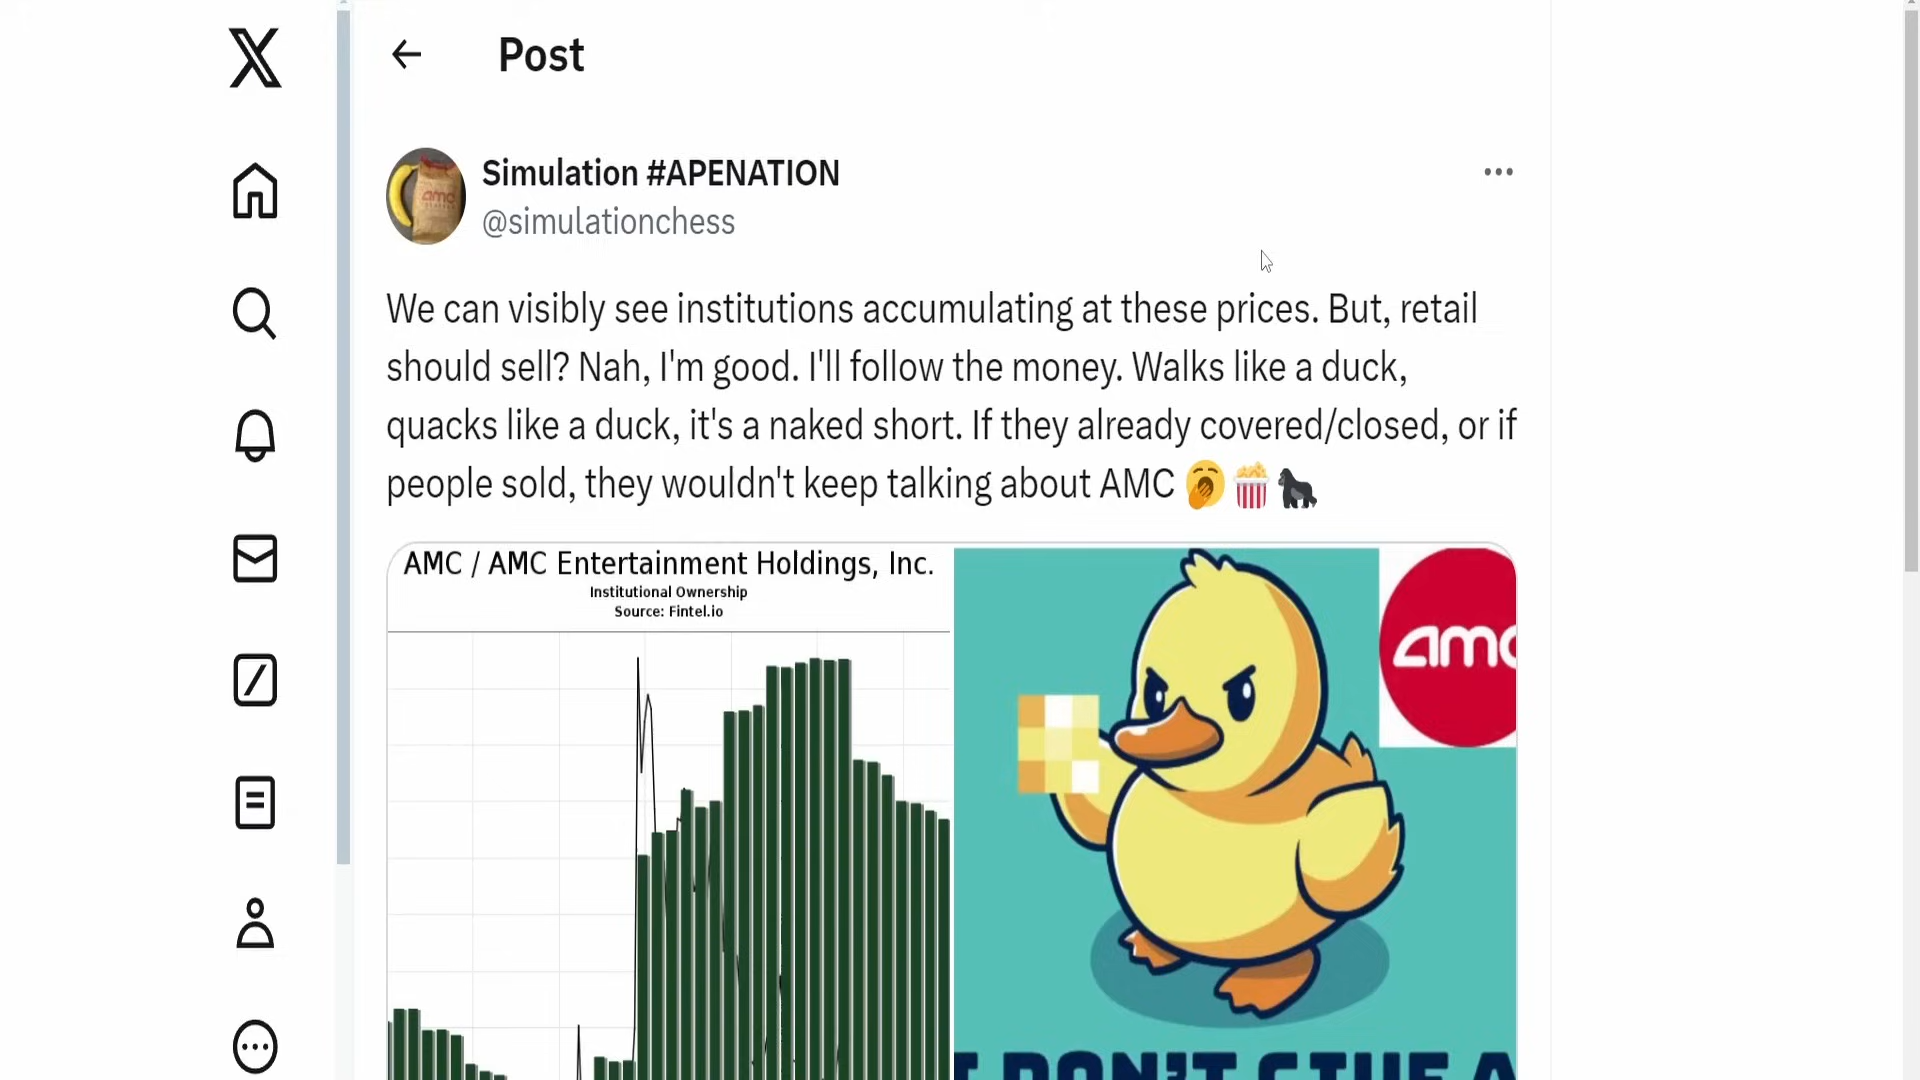 Post
Simulation #APENATION
@simulationchess
We can visibly see institutions accumulating at these prices. But, retail
should sell? Nah, I'm good. I'll follow the money. Walks like a duck,
quacks like a duck, it's a naked short. If they already covered/closed, or if
people sold, they wouldn't keep talking about AMC 🥱🍿🦍
AMC / AMC Entertainment Holdings, Inc.
Institutional Ownership
Source: Fintel.io
amc
I DON'T GIVE A